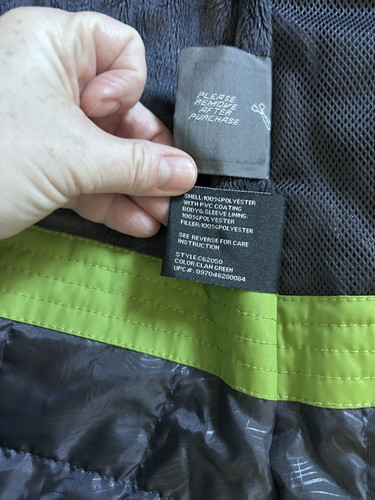 PLEASE
REMOVE
AFTER
PURCHASE
SHELL:100%POLYESTER
WITH PVC COATING
BODY&SLEEVE LINING:
100%POLYESTER
FILLER:100%POLYESTER
SEE REVERSE FOR CARE
INSTRUCTION
STYLE:C62050
COLOR:CLAN GREEN
UPC#: 097046280084